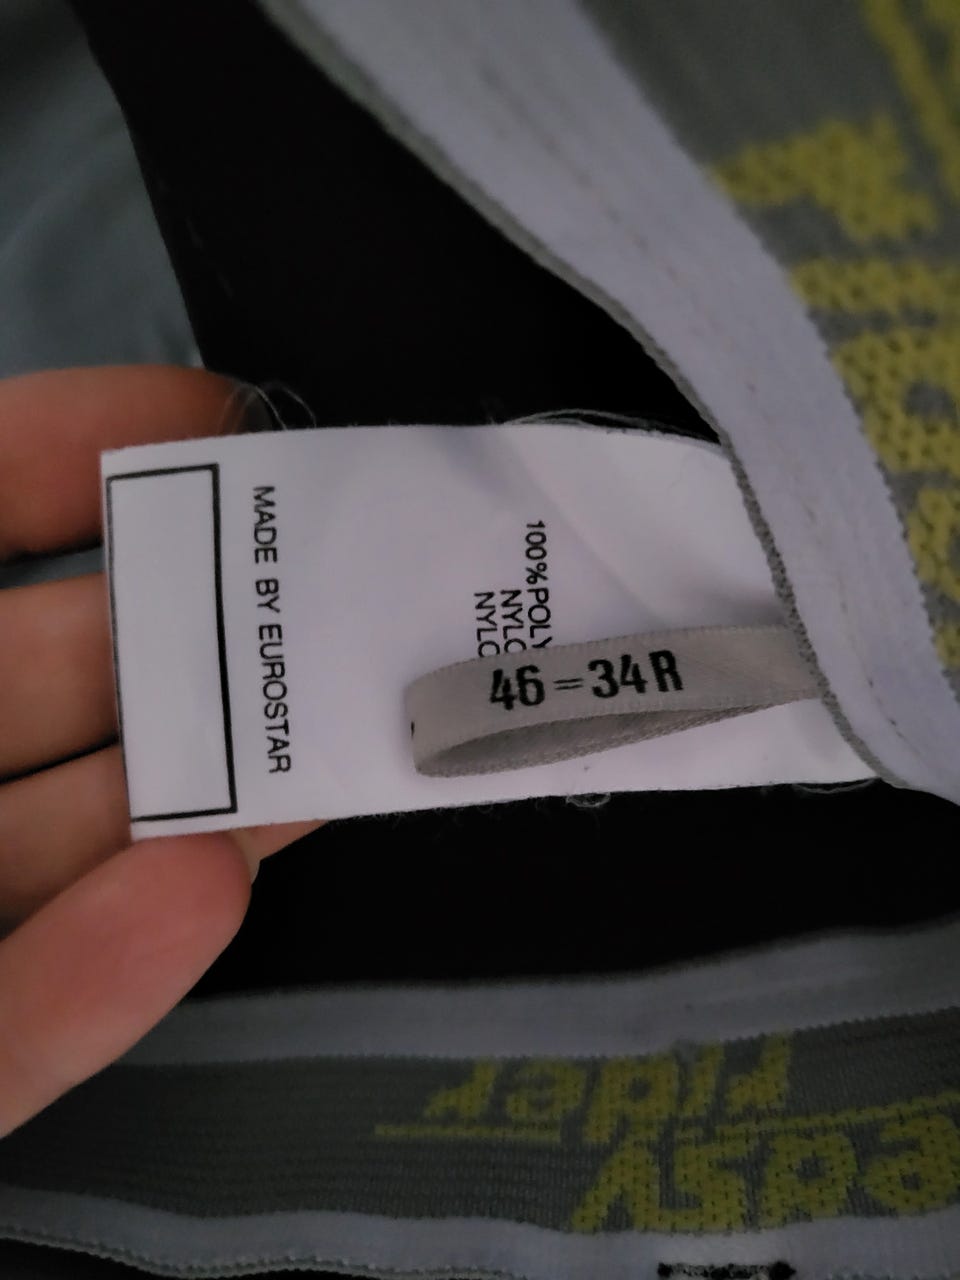 MADE BY EUROSTAR
100%POLY
NYLO
NYLO
46=34R
easy
rider